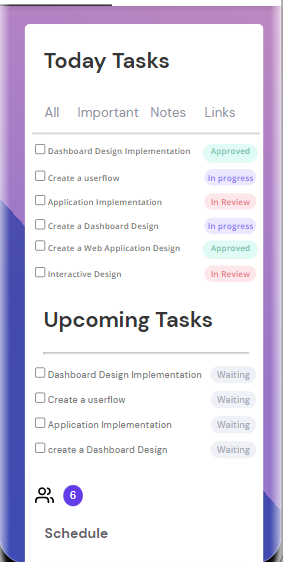 Today Tasks
All Important Notes Links
Dashboard Design Implementation Approved
Create a userflow In progress
Application Implementation In Review
Create a Dashboard Design In progress
Create a Web Application Design Approved
Interactive Design In Review
Upcoming Tasks
Dashboard Design Implementation Waiting
Create a userflow Waiting
Application Implementation Waiting
create a Dashboard Design Waiting
6
Schedule